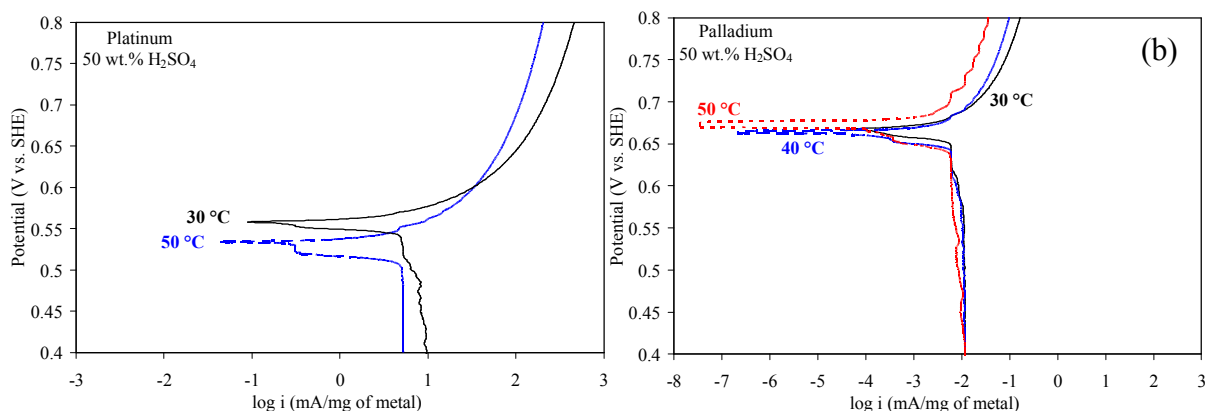 Platinum
50 wt.% H₂SO₄
0.8
0.75
0.7
0.65
0.6
0.55
0.5
0.45
0.4
Potential (V vs. SHE)
30 °C
50 °C
-3 -2 -1 0 1 2 3
log i (mA/mg of metal)
Palladium
50 wt.% H₂SO₄
(b)
0.8
0.75
0.7
0.65
0.6
0.55
0.5
0.45
0.4
Potential (V vs. SHE)
30 °C
50 °C
40 °C
-8 -7 -6 -5 -4 -3 -2 -1 0 1 2 3
log i (mA/mg of metal)